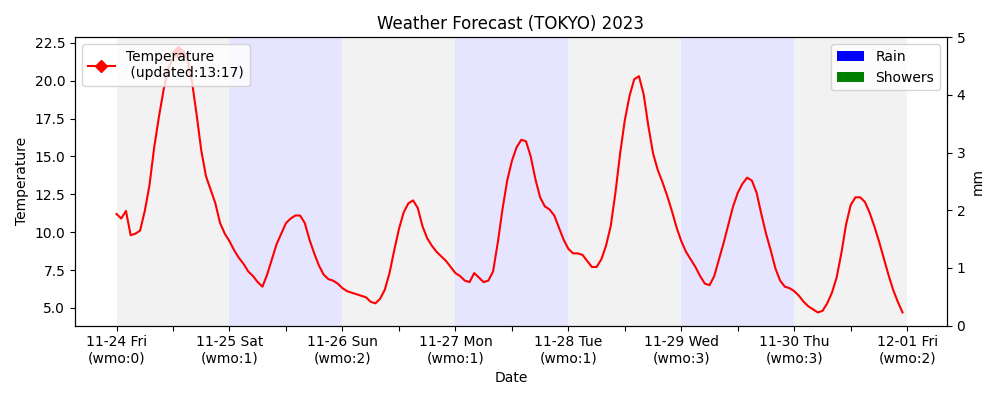 Weather Forecast (TOKYO) 2023
Temperature
(updated:13:17)
Rain
Showers
22.5
20.0
17.5
15.0
12.5
10.0
7.5
5.0
Temperature
5
4
3
2
1
0
mm
11-24 Fri
(wmo:0)
11-25 Sat
(wmo:1)
11-26 Sun
(wmo:2)
11-27 Mon
(wmo:1)
11-28 Tue
(wmo:1)
11-29 Wed
(wmo:3)
11-30 Thu
(wmo:3)
12-01 Fri
(wmo:2)
Date